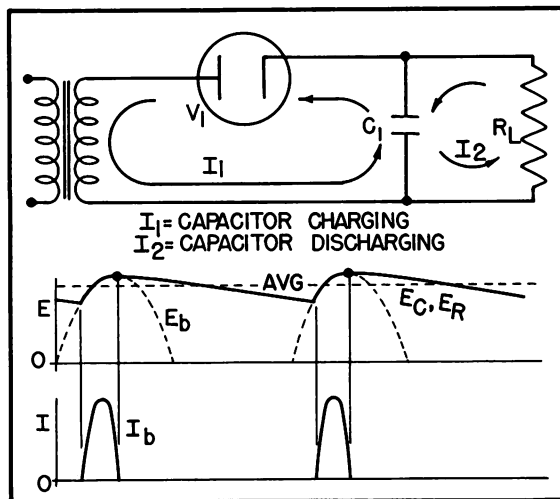 V1
C1
RL
I1
I2
I1= CAPACITOR CHARGING
I2= CAPACITOR DISCHARGING
AVG
E
Eb
EC, ER
O
I
Ib
O